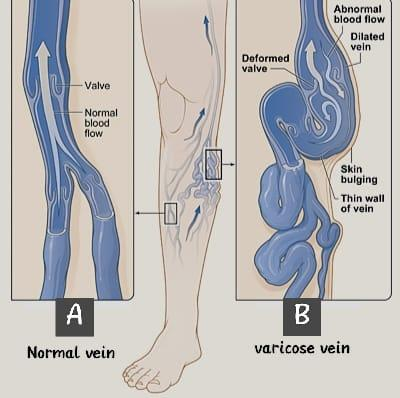 Valve
Normal
blood
flow
A
Normal vein
Abnormal
blood flow
Dilated
vein
Deformed
valve
Skin
bulging
Thin wall
of vein
B
varicose vein